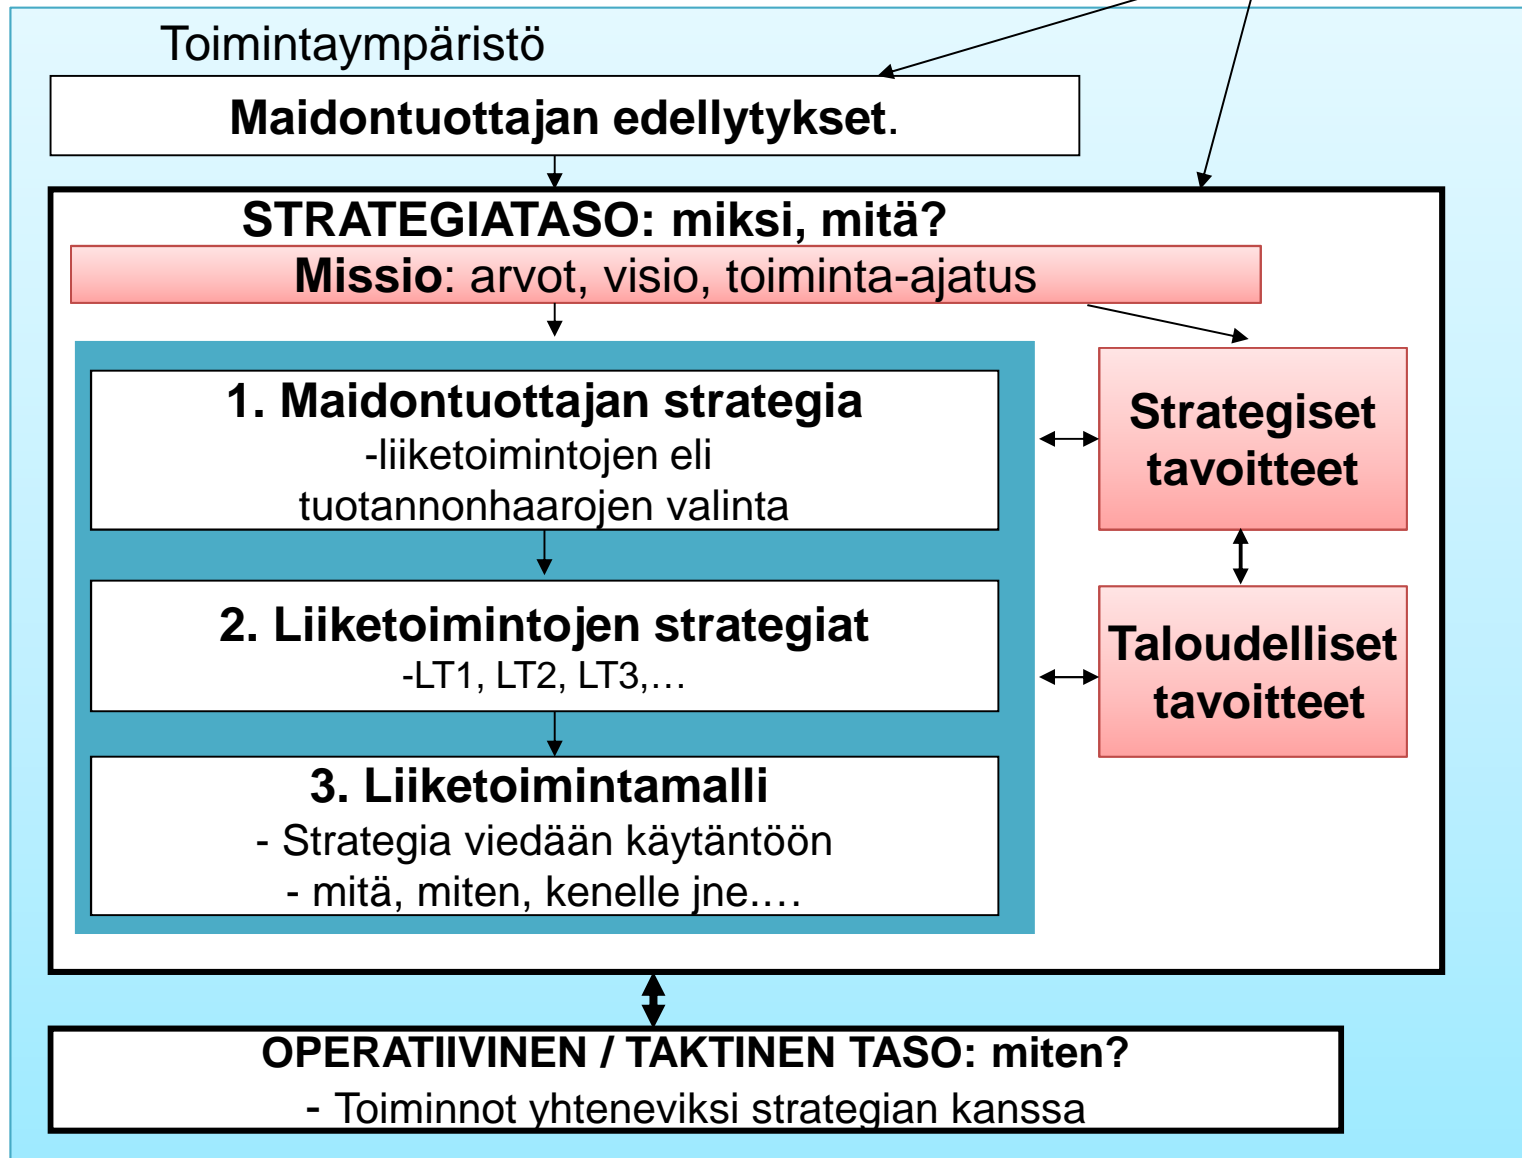 Toimintaympäristö
Maidontuottajan edellytykset.
STRATEGIATASO: miksi, mitä?
Missio: arvot, visio, toiminta-ajatus
1. Maidontuottajan strategia
-liiketoimintojen eli
tuotannonhaarojen valinta
Strategiset
tavoitteet
2. Liiketoimintojen strategiat
-LT1, LT2, LT3,…
Taloudelliset
tavoitteet
3. Liiketoimintamalli
- Strategia viedään käytäntöön
- mitä, miten, kenelle jne.…
OPERATIIVINEN / TAKTINEN TASO: miten?
- Toiminnot yhteneviksi strategian kanssa